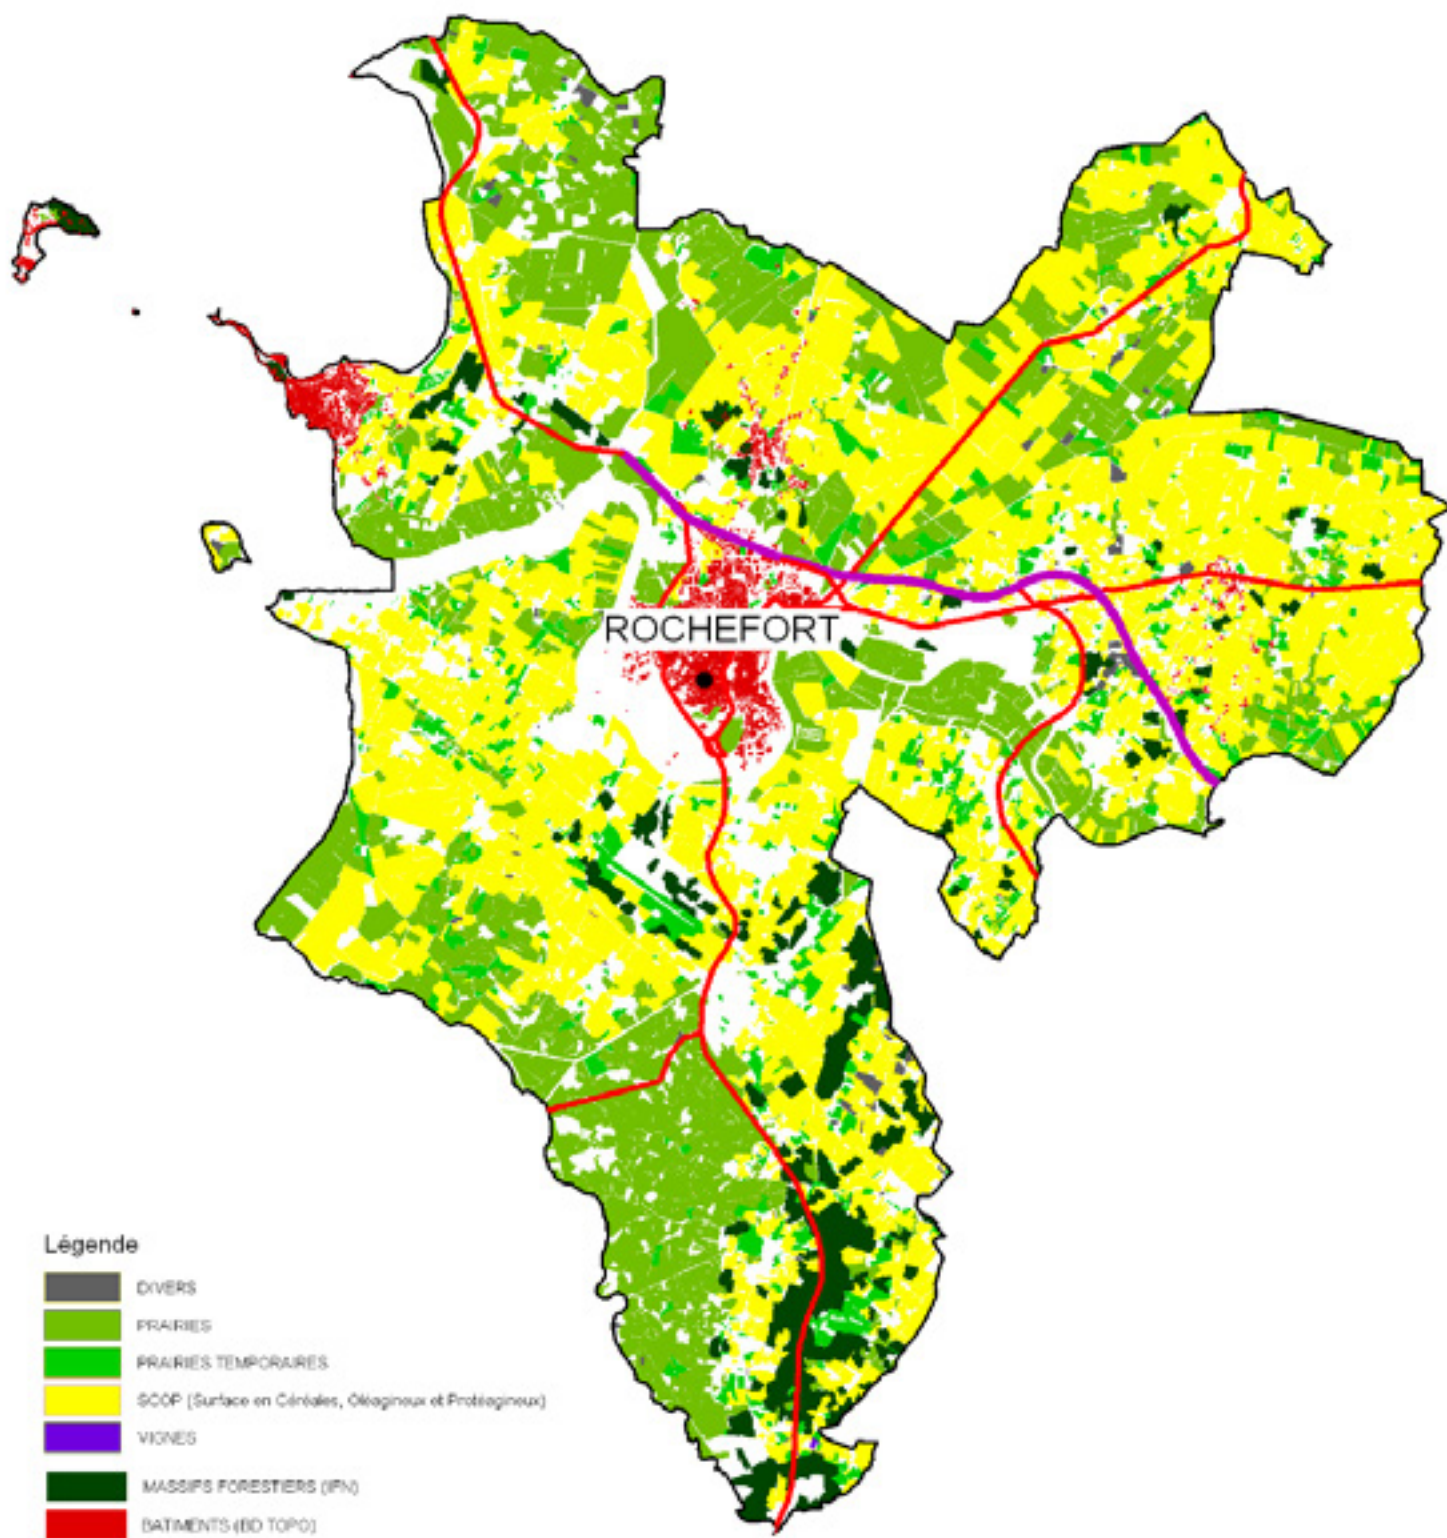 ROCHEFORT
Légende
DIVERS
PRAIRIES
PRAIRIES TEMPORAIRES
SCOP (Surface en Céréales, Oléagineux et Protéagineux)
VIGNES
MASSIFS FORESTIERS (IFN)
BATIMENTS (BD TOPO)